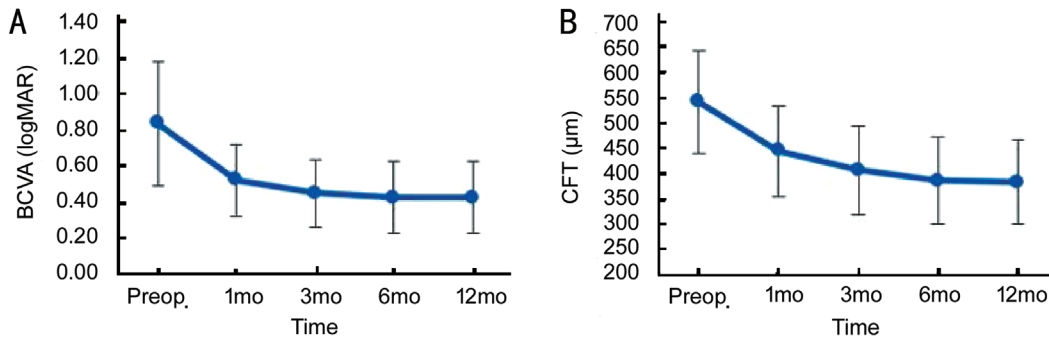 A
BCVA (logMAR)
1.40
1.20
1.00
0.80
0.60
0.40
0.20
0.00
Preop. 1mo 3mo 6mo 12mo
Time
B
CFT (μm)
700
650
600
550
500
450
400
350
300
250
200
Preop. 1mo 3mo 6mo 12mo
Time